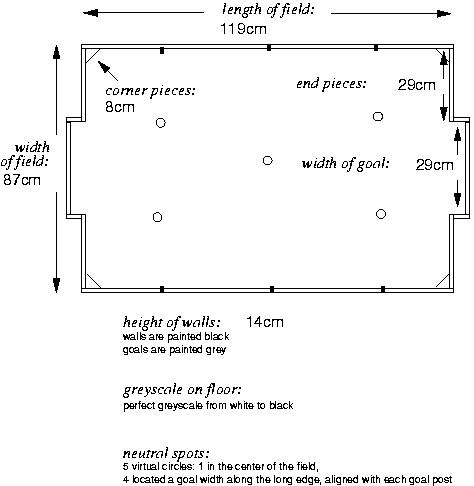 length of field:
119cm
corner pieces:
8cm
end pieces:
29cm
width
of field:
87cm
width of goal:
29cm
height of walls:
14cm
walls are painted black
goals are painted grey
greyscale on floor:
perfect greyscale from white to black
neutral spots:
5 virtual circles: 1 in the center of the field,
4 located a goal width along the long edge, aligned with each goal post